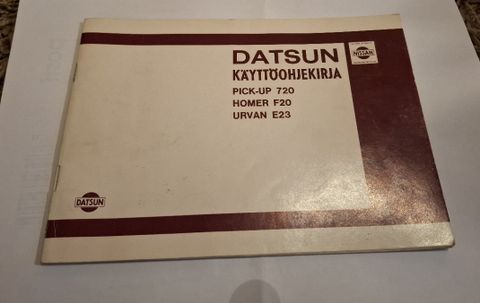 DATSUN
KÄYTTÖOHJEKIRJA
PICK-UP 720
HOMER F20
URVAN E23
NISSAN
DATSUN